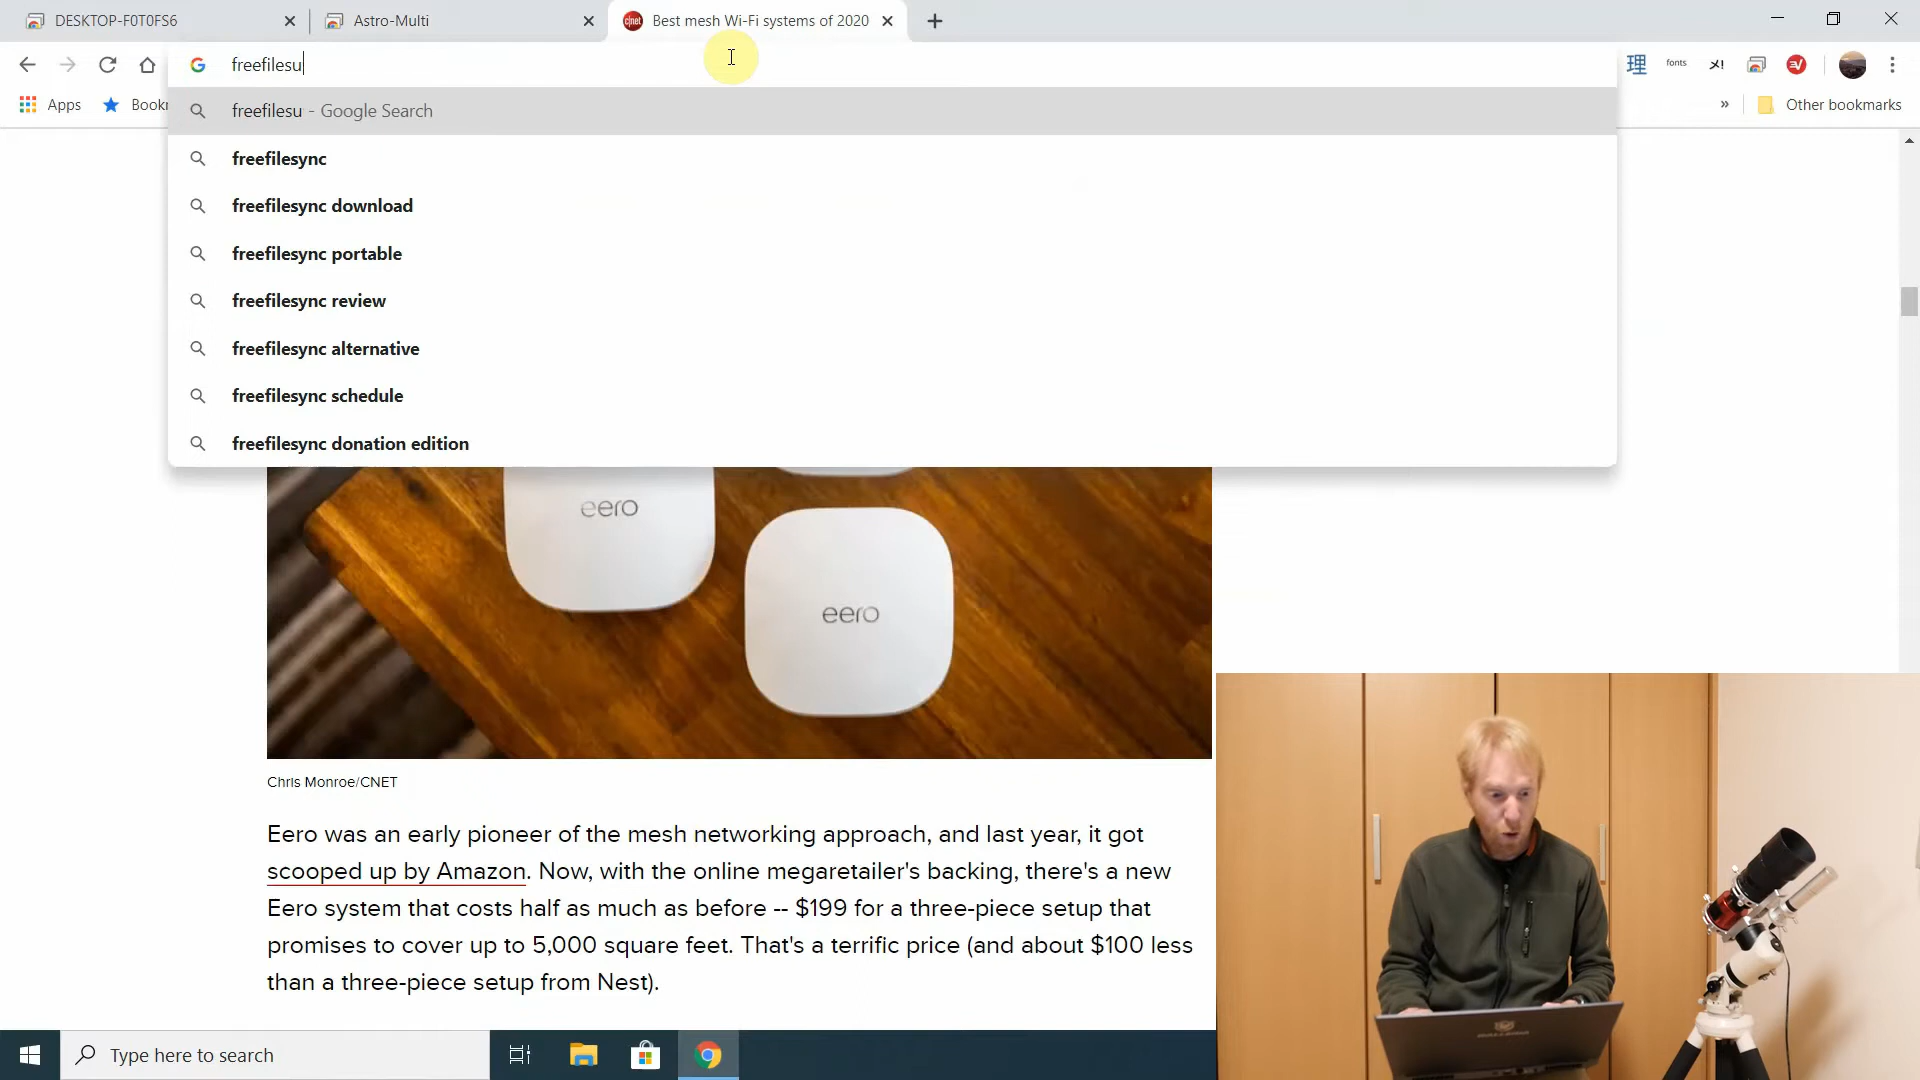 DESKTOP-F0T0FS6
Astro-Multi
cnet
Best mesh Wi-Fi systems of 2020
freefilesu
理
fonts
Apps
Bookr
Other bookmarks
freefilesu - Google Search
freefilesync
freefilesync download
freefilesync portable
freefilesync review
freefilesync alternative
freefilesync schedule
freefilesync donation edition
eero
eero
Chris Monroe/CNET
Eero was an early pioneer of the mesh networking approach, and last year, it got
scooped up by Amazon. Now, with the online megaretailer's backing, there's a new
Eero system that costs half as much as before -- $199 for a three-piece setup that
promises to cover up to 5,000 square feet. That's a terrific price (and about $100 less
than a three-piece setup from Nest).
Type here to search